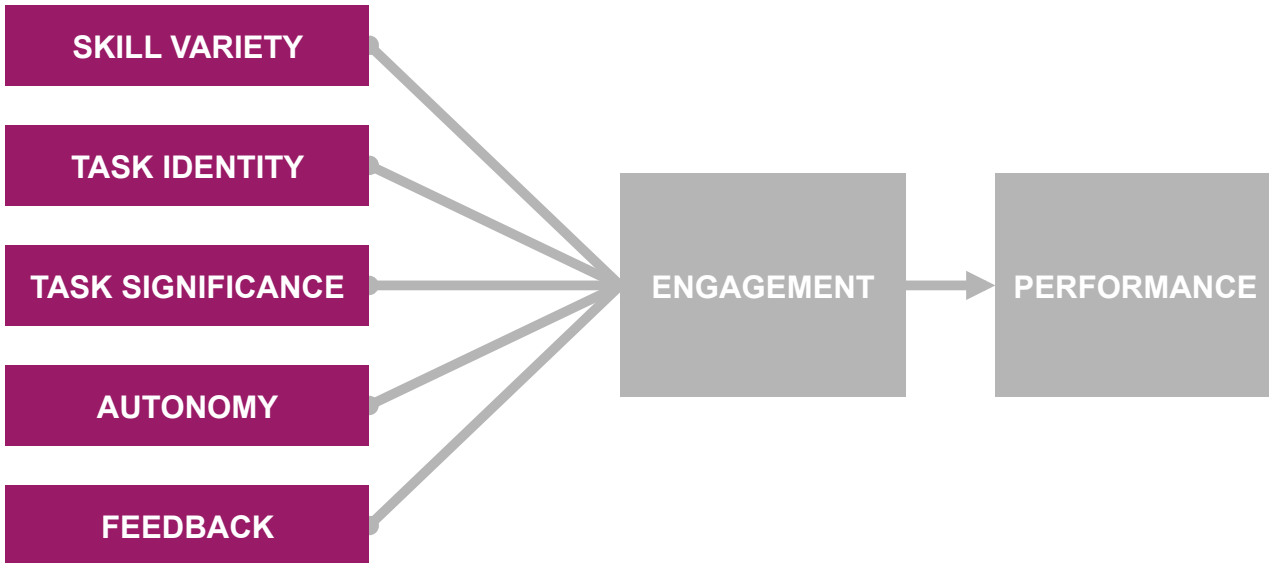 SKILL VARIETY
TASK IDENTITY
TASK SIGNIFICANCE
AUTONOMY
FEEDBACK
ENGAGEMENT
PERFORMANCE